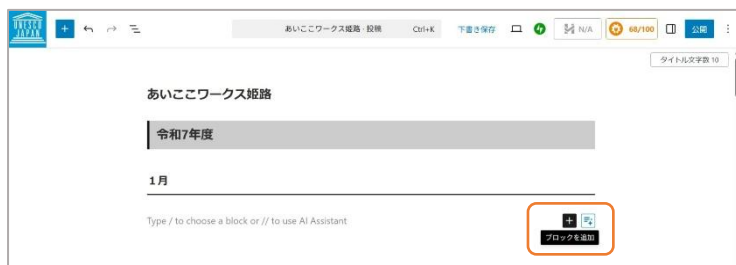 UNESCO
JAPAN
あいここワークス姫路 · 投稿 Ctrl+K 下書き保存 N/A 68/100 公開
タイトル文字数 10
あいここワークス姫路
令和7年度
1月
Type / to choose a block or // to use AI Assistant
ブロックを追加